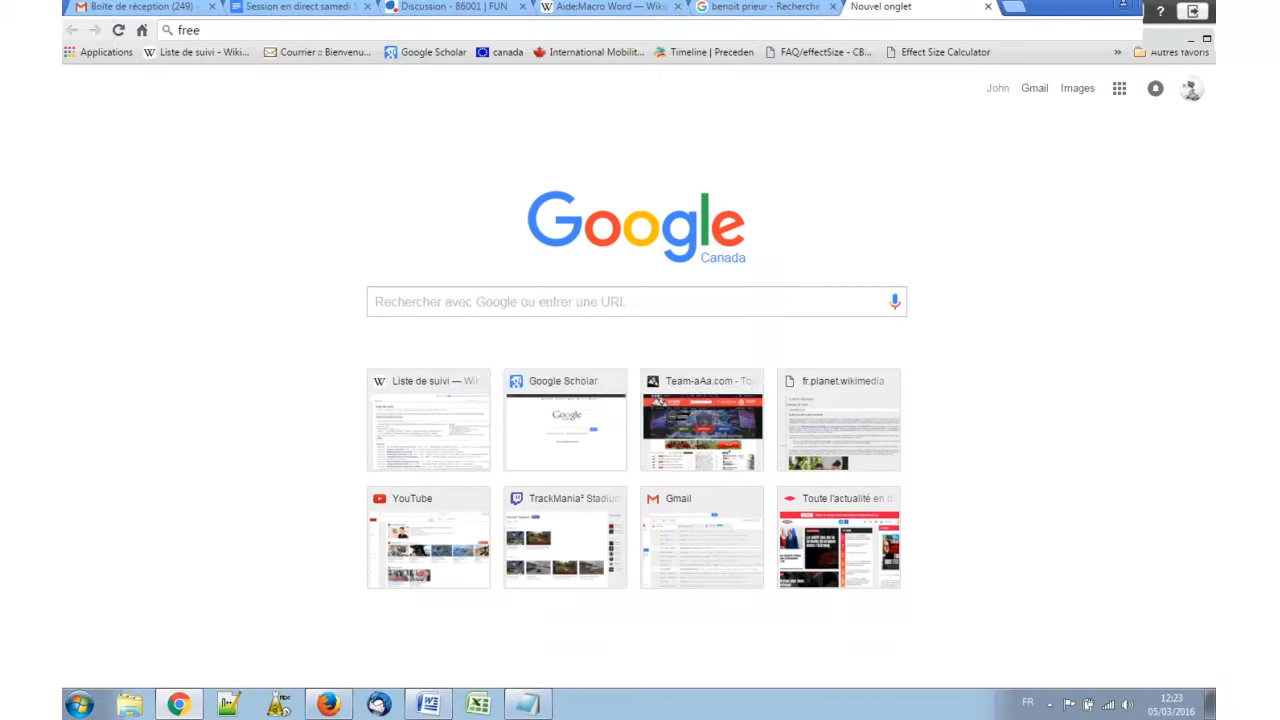 Boîte de réception (249) - Session en direct samedi 5 Discussion - 86001 | FUN Aide:Macro Word — Wiki benoit prieur - Recherche Nouvel onglet
free
Applications Liste de suivi - Wiki... Courrier :: Bienvenu... Google Scholar canada International Mobilit... Timeline | Preceden FAQ/effectSize - CB... Effect Size Calculator » Autres favoris
John Gmail Images
Google
Canada
Rechercher avec Google ou entrer une URL
Liste de suivi — Wi Google Scholar Team-aAa.com - To fr.planet.wikimedia
Google
YouTube TrackMania² Stadium Gmail Toute l'actualité en d
FR 12:23
05/03/2016